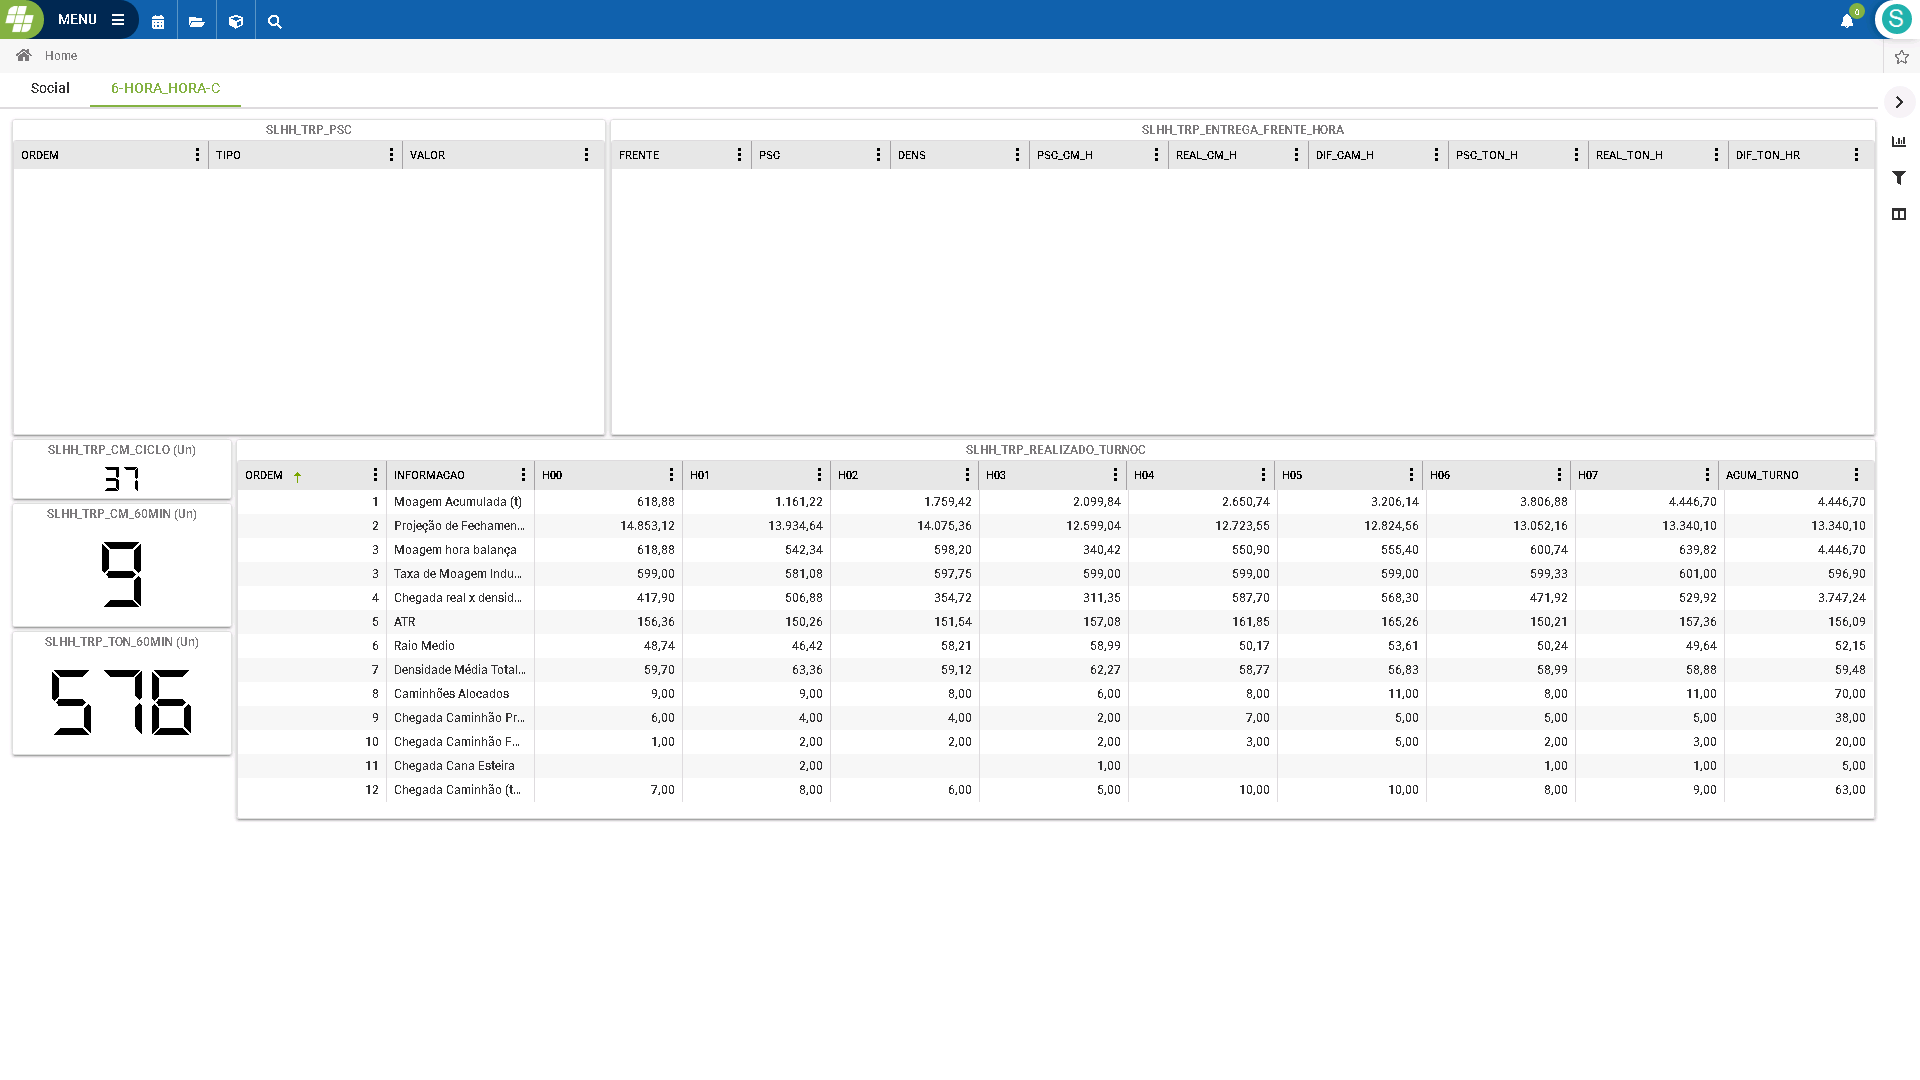 MENU
0
S
Home
Social
6-HORA_HORA-C
SLHH_TRP_PSC
ORDEM TIPO VALOR
SLHH_TRP_ENTREGA_FRENTE_HORA
FRENTE PSC DENS PSC_CM_H REAL_CM_H DIF_CAM_H PSC_TON_H REAL_TON_H DIF_TON_HR
SLHH_TRP_CM_CICLO (Un)
37
SLHH_TRP_CM_60MIN (Un)
9
SLHH_TRP_TON_60MIN (Un)
576
SLHH_TRP_REALIZADO_TURNOC
ORDEM INFORMACAO H00 H01 H02 H03 H04 H05 H06 H07 ACUM_TURNO
1 Moagem Acumulada (t) 618,88 1.161,22 1.759,42 2.099,84 2.650,74 3.206,14 3.806,88 4.446,70 4.446,70
2 Projeção de Fechamen... 14.853,12 13.934,64 14.075,36 12.599,04 12.723,55 12.824,56 13.052,16 13.340,10 13.340,10
3 Moagem hora balança 618,88 542,34 598,20 340,42 550,90 555,40 600,74 639,82 4.446,70
3 Taxa de Moagem Indu... 599,00 581,08 597,75 599,00 599,00 599,00 599,33 601,00 596,90
4 Chegada real x densid... 417,90 506,88 354,72 311,35 587,70 568,30 471,92 529,92 3.747,24
5 ATR 156,36 150,26 151,54 157,08 161,85 165,26 150,21 157,36 156,09
6 Raio Medio 48,74 46,42 58,21 58,99 50,17 53,61 50,24 49,64 52,15
7 Densidade Média Total... 59,70 63,36 59,12 62,27 58,77 56,83 58,99 58,88 59,48
8 Caminhões Alocados 9,00 9,00 8,00 6,00 8,00 11,00 8,00 11,00 70,00
9 Chegada Caminhão Pr... 6,00 4,00 4,00 2,00 7,00 5,00 5,00 5,00 38,00
10 Chegada Caminhão F... 1,00 2,00 2,00 2,00 3,00 5,00 2,00 3,00 20,00
11 Chegada Cana Esteira 2,00 1,00 1,00 1,00 5,00
12 Chegada Caminhão (t... 7,00 8,00 6,00 5,00 10,00 10,00 8,00 9,00 63,00